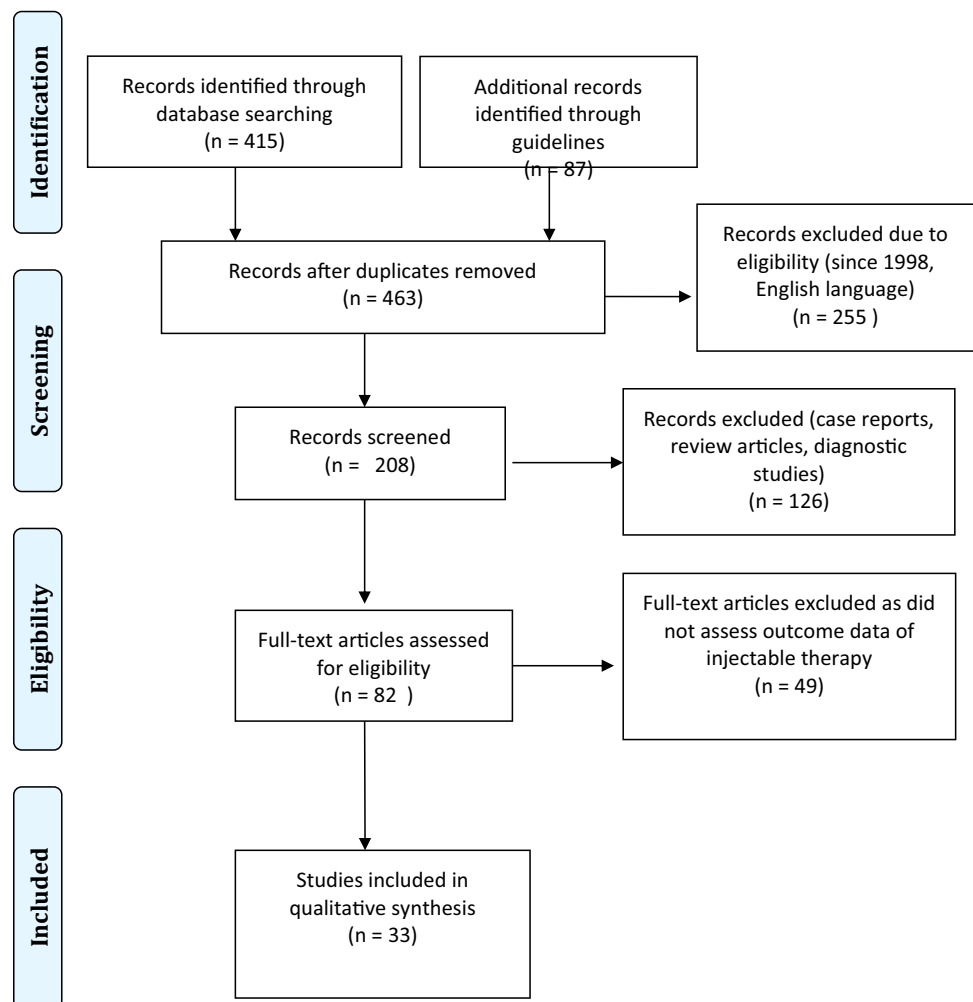 Identification
Records identified through
database searching
(n = 415)
Additional records
identified through
guidelines
(n = 87)
Records after duplicates removed
(n = 463)
Records excluded due to
eligibility (since 1998,
English language)
(n = 255 )
Screening
Records screened
(n = 208)
Records excluded (case reports,
review articles, diagnostic
studies)
(n = 126)
Eligibility
Full-text articles assessed
for eligibility
(n = 82 )
Full-text articles excluded as did
not assess outcome data of
injectable therapy
(n = 49)
Included
Studies included in
qualitative synthesis
(n = 33)